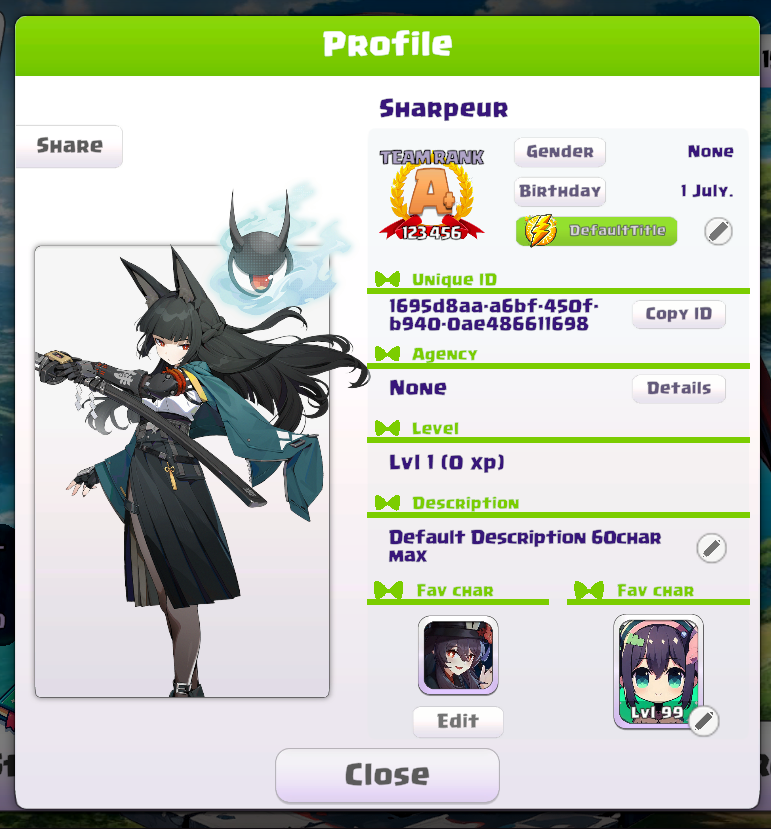 Profile
Sharpeur
Share
TEAM RANK
A+
123 456
Gender
None
Birthday
1 July.
DefaultTitle
Unique ID
1695d8aa-a6bf-450f-
b940-0ae486611698
Copy ID
Agency
None
Details
Level
Lvl 1 (0 xp)
Description
Default Description 60char
max
Fav char
Fav char
Lvl 99
Edit
Close